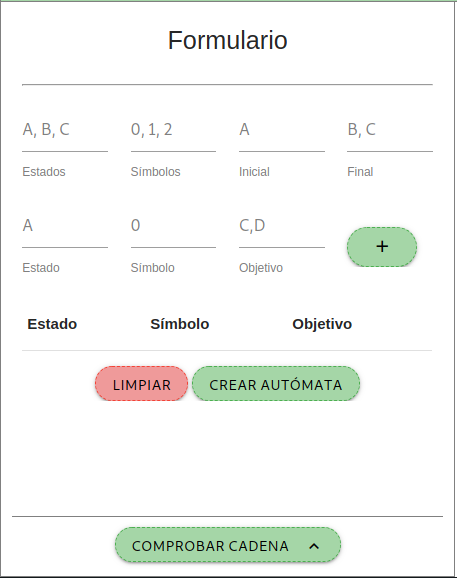 Formulario
A, B, C 0, 1, 2 A B, C
Estados Símbolos Inicial Final
A 0 C,D +
Estado Símbolo Objetivo
Estado Símbolo Objetivo
LIMPIAR CREAR AUTÓMATA
COMPROBAR CADENA